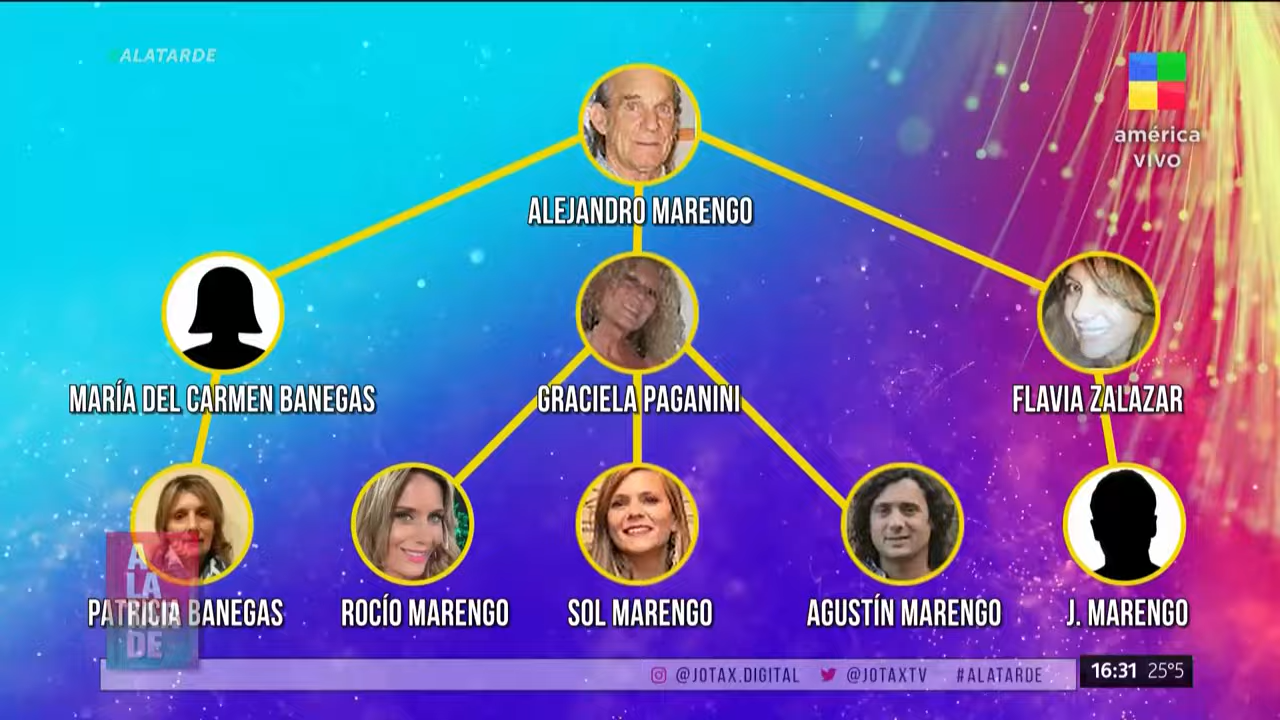 #ALATARDE
américa
VIVO
ALEJANDRO MARENGO
MARÍA DEL CARMEN BANEGAS
GRACIELA PAGANINI
FLAVIA ZALAZAR
PATRICIA BANEGAS
ROCÍO MARENGO
SOL MARENGO
AGUSTÍN MARENGO
J. MARENGO
A
LA
DE
@JOTAX.DIGITAL @JOTAXTV #ALATARDE
16:31 25°5